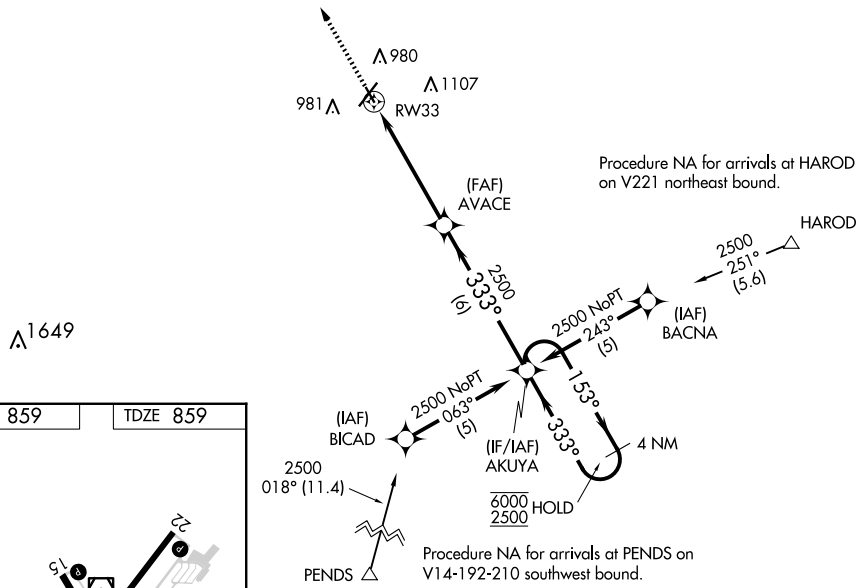 980
1107
981
RW33
Procedure NA for arrivals at HAROD
on V221 northeast bound.
(FAF)
AVACE
HAROD
2500
251°
(5.6)
2500
333°
(6)
2500 NoPT
243°
(5)
(IAF)
BACNA
1649
153°
2500 NoPT
063°
(5)
(IAF)
BICAD
333°
4 NM
(IF/IAF)
AKUYA
859
TDZE 859
2500
018° (11.4)
6000
2500
HOLD
22
P
15
P
Procedure NA for arrivals at PENDS on
V14-192-210 southwest bound.
PENDS